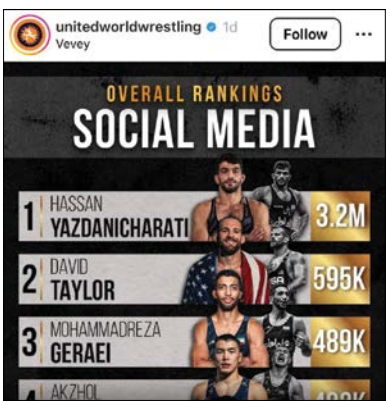 unitedworldwrestling 1d
Follow
Vevey
OVERALL RANKINGS
SOCIAL MEDIA
1 HASSAN
YAZDANICHARATI 3.2M
2 DAVID
TAYLOR 595K
3 MOHAMMADREZA
GERAEI 489K
4 AKZHOL